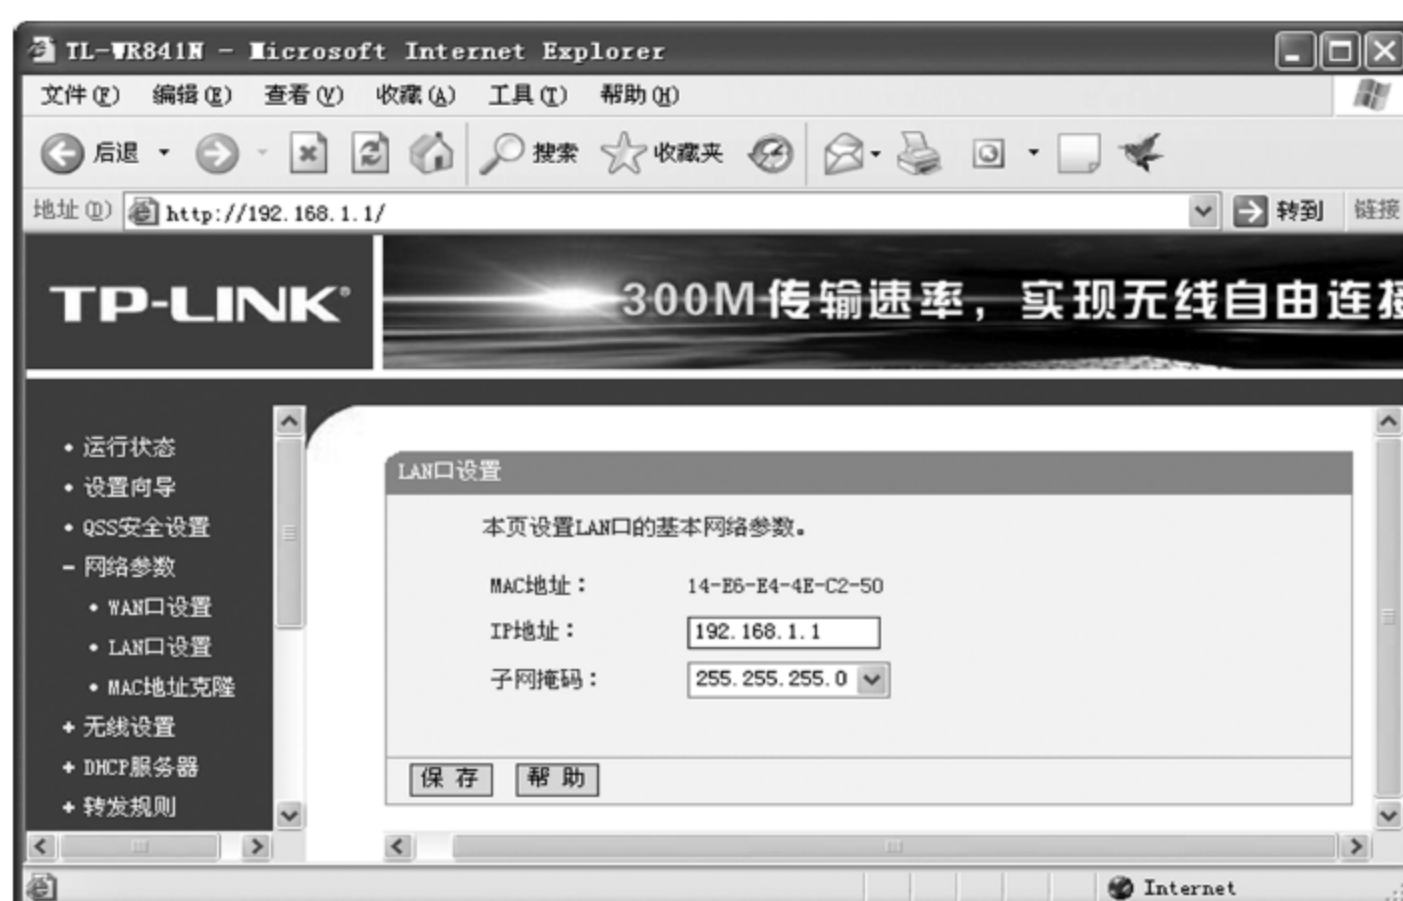 TL-WR841N - Microsoft Internet Explorer
文件(F) 编辑(E) 查看(V) 收藏(A) 工具(T) 帮助(H)
后退 搜索 收藏夹
地址(D) http://192.168.1.1/ 转到 链接
TP-LINK® 300M传输速率，实现无线自由连接
• 运行状态
• 设置向导
• QSS安全设置
- 网络参数
• WAN口设置
• LAN口设置
• MAC地址克隆
+ 无线设置
+ DHCP服务器
+ 转发规则
LAN口设置
本页设置LAN口的基本网络参数。
MAC地址： 14-E6-E4-4E-C2-50
IP地址： 192.168.1.1
子网掩码： 255.255.255.0
保 存 帮 助
Internet